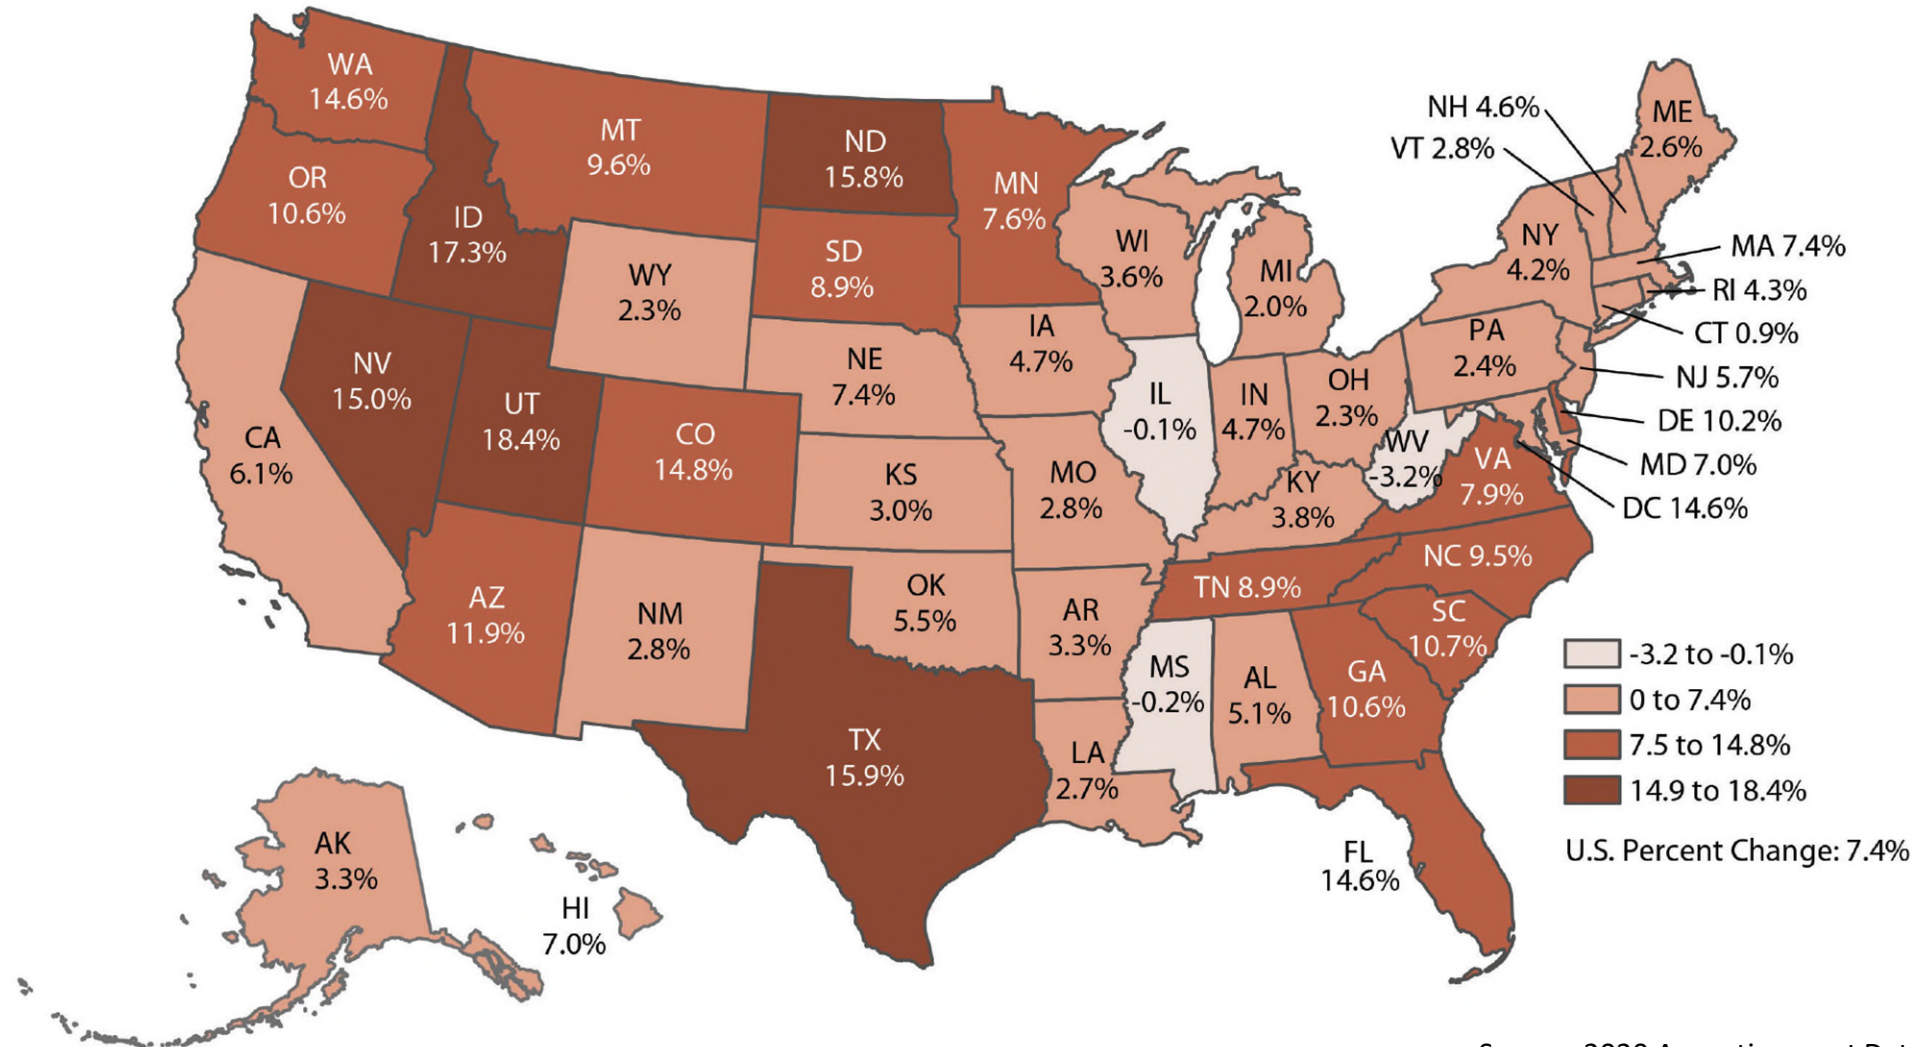 WA
14.6%
OR
10.6%
ID
17.3%
MT
9.6%
ND
15.8%
MN
7.6%
SD
8.9%
WY
2.3%
WI
3.6%
MI
2.0%
NH 4.6%
VT 2.8%
ME
2.6%
NY
4.2%
MA 7.4%
RI 4.3%
CT 0.9%
NJ 5.7%
DE 10.2%
MD 7.0%
DC 14.6%
PA
2.4%
CA
6.1%
NV
15.0%
UT
18.4%
CO
14.8%
NE
7.4%
IA
4.7%
IL
-0.1%
IN
4.7%
OH
2.3%
WV
-3.2%
VA
7.9%
KS
3.0%
MO
2.8%
KY
3.8%
AZ
11.9%
NM
2.8%
OK
5.5%
AR
3.3%
TN 8.9%
NC 9.5%
SC
10.7%
TX
15.9%
LA
2.7%
MS
-0.2%
AL
5.1%
GA
10.6%
FL
14.6%
AK
3.3%
HI
7.0%
-3.2 to -0.1%
0 to 7.4%
7.5 to 14.8%
14.9 to 18.4%
U.S. Percent Change: 7.4%